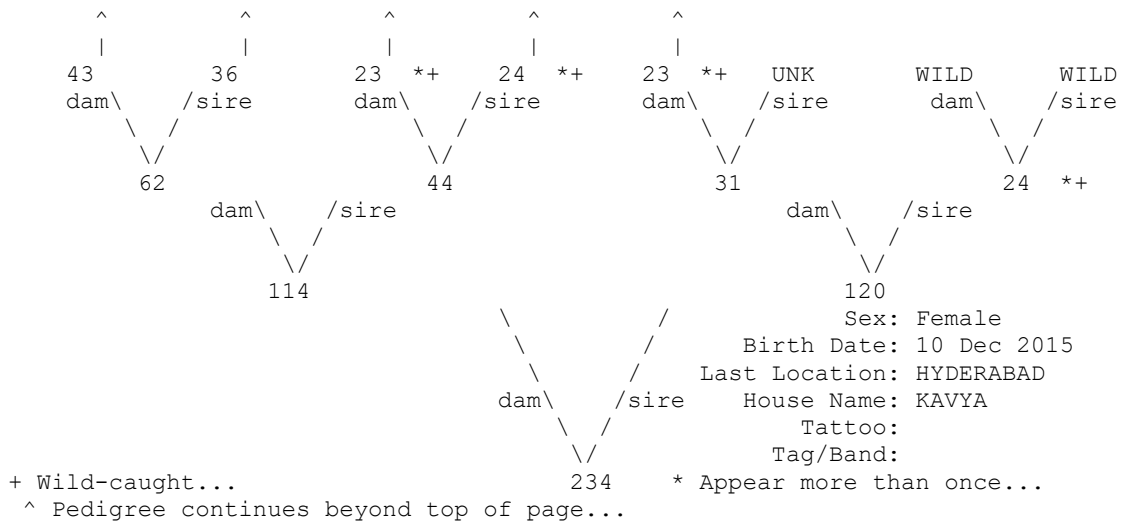 ^ ^ ^ ^ ^
| | | | |
43 36 23 *+ 24 *+ 23 *+ UNK WILD WILD
dam\ /sire dam\ /sire dam\ /sire dam\ /sire
\ / \ / \ / \ /
\/ \/ \/ \/
62 44 31 24 *+
dam\ /sire dam\ /sire
\ / \ /
\/ \/
114 120
\ / Sex: Female
\ / Birth Date: 10 Dec 2015
\ / Last Location: HYDERABAD
dam\ /sire House Name: KAVYA
\ / Tattoo:
\/ Tag/Band:
+ Wild-caught... 234 * Appear more than once...
^ Pedigree continues beyond top of page...